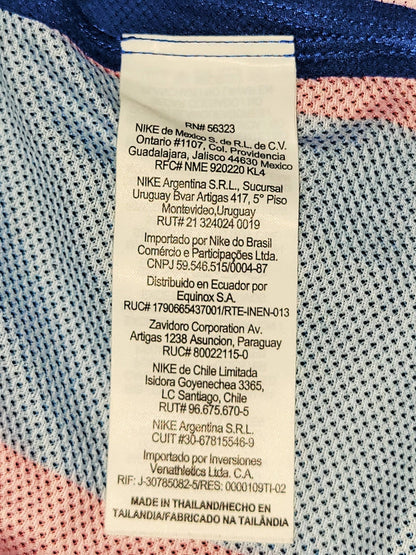 RN# 56323
NIKE de Mexico S. de R.L. de C.V.
Ontario #1107, Col. Providencia
Guadalajara, Jalisco 44630 Mexico
RFC# NME 920220 KL4
NIKE Argentina S.R.L., Sucursal
Uruguay Bvar Artigas 417, 5° Piso
Montevideo,Uruguay
RUT# 21 324024 0019
Importado por Nike do Brasil
Comércio e Participações Ltda.
CNPJ 59.546.515/0004-87
Distribuido en Ecuador por
Equinox S.A.
RUC# 1790665437001/RTE-INEN-013
Zavidoro Corporation Av.
Artigas 1238 Asuncion, Paraguay
RUC# 80022115-0
NIKE de Chile Limitada
Isidora Goyenechea 3365,
LC Santiago, Chile
RUT# 96.675.670-5
NIKE Argentina S.R.L.
CUIT #30-67815546-9
Importado por Inversiones
Venathletics Ltda. C.A.
RIF: J-30785082-5/RES: 0000109TI-02
MADE IN THAILAND/HECHO EN
TAILANDIA/FABRICADO NA TAILÂNDIA